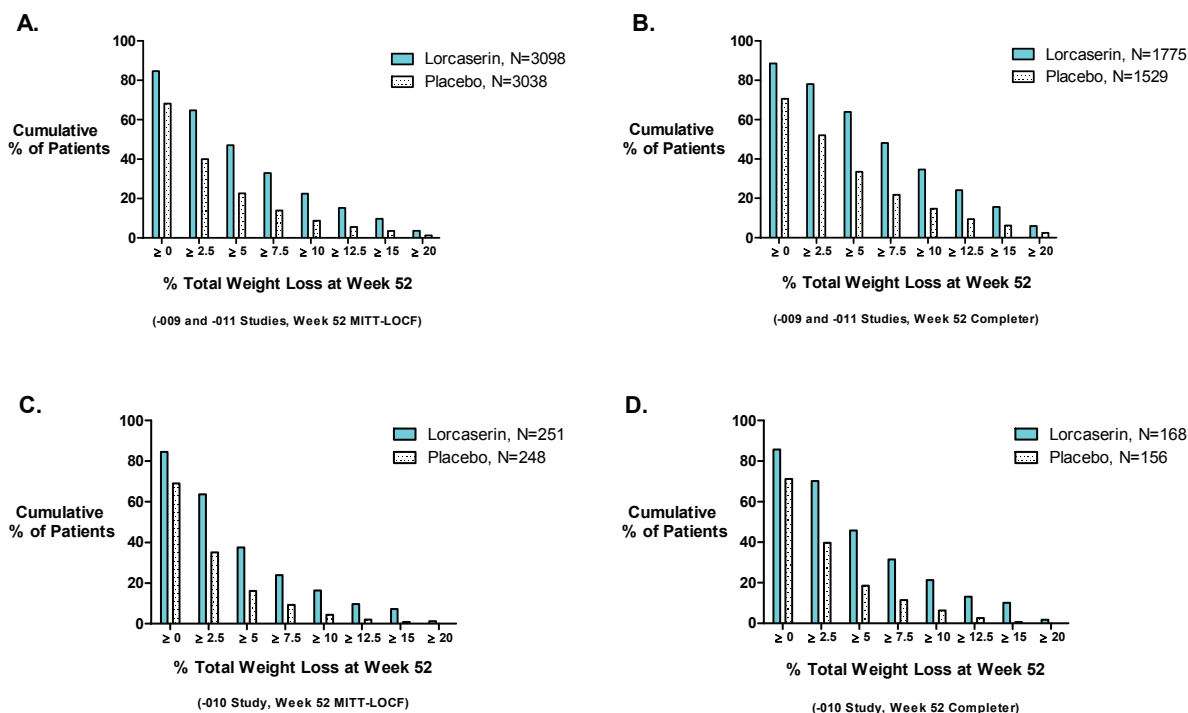 A.
100
80
60
40
20
0
Cumulative
% of Patients
Lorcaserin, N=3098
Placebo, N=3038
≥ 0
≥ 2.5
≥ 5
≥ 7.5
≥ 10
≥ 12.5
≥ 15
≥ 20
% Total Weight Loss at Week 52
(-009 and -011 Studies, Week 52 MITT-LOCF)
B.
100
80
60
40
20
0
Cumulative
% of Patients
Lorcaserin, N=1775
Placebo, N=1529
≥ 0
≥ 2.5
≥ 5
≥ 7.5
≥ 10
≥ 12.5
≥ 15
≥ 20
% Total Weight Loss at Week 52
(-009 and -011 Studies, Week 52 Completer)
C.
100
80
60
40
20
0
Cumulative
% of Patients
Lorcaserin, N=251
Placebo, N=248
≥ 0
≥ 2.5
≥ 5
≥ 7.5
≥ 10
≥ 12.5
≥ 15
≥ 20
% Total Weight Loss at Week 52
(-010 Study, Week 52 MITT-LOCF)
D.
100
80
60
40
20
0
Cumulative
% of Patients
Lorcaserin, N=168
Placebo, N=156
≥ 0
≥ 2.5
≥ 5
≥ 7.5
≥ 10
≥ 12.5
≥ 15
≥ 20
% Total Weight Loss at Week 52
(-010 Study, Week 52 Completer)